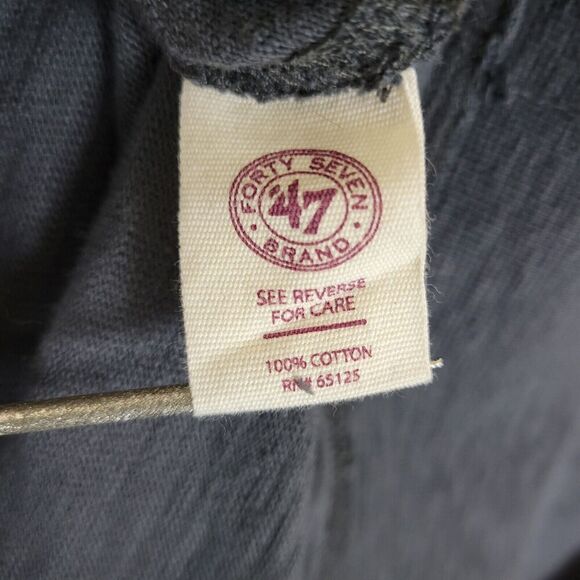 FORTY SEVEN
'47
BRAND
SEE REVERSE
FOR CARE
100% COTTON
RN# 65125